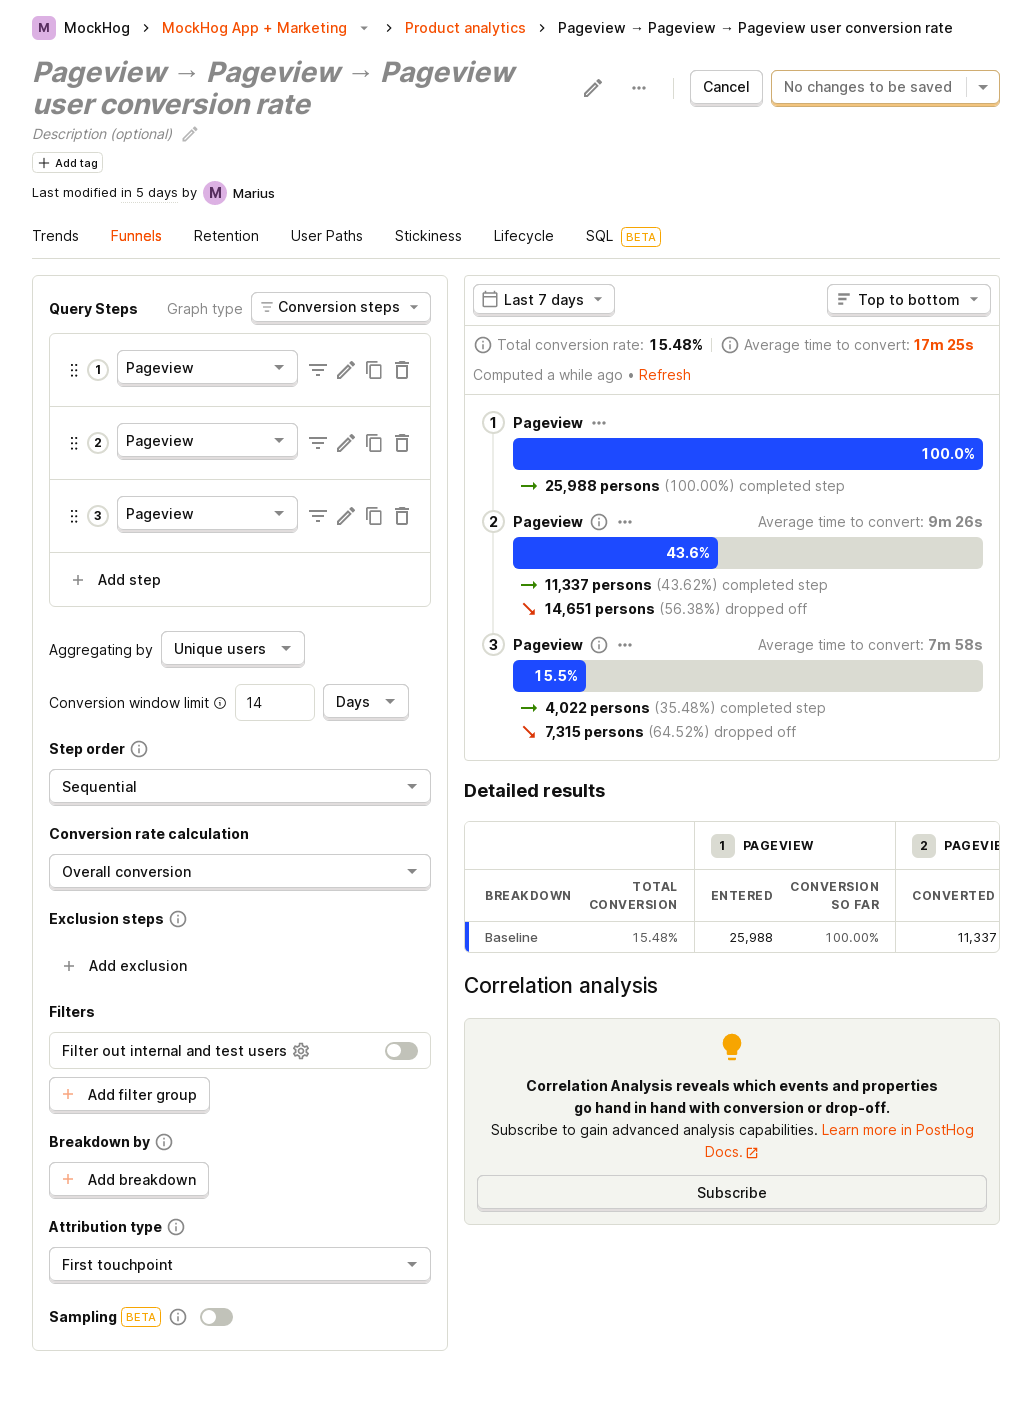 M MockHog > MockHog App + Marketing > Product analytics > Pageview → Pageview → Pageview user conversion rate
Pageview → Pageview → Pageview
user conversion rate
Cancel
No changes to be saved
Description (optional)
Add tag
Last modified in 5 days by M Marius
Trends Funnels Retention User Paths Stickiness Lifecycle SQL BETA
Query Steps Graph type Conversion steps
1 Pageview
2 Pageview
3 Pageview
+ Add step
Aggregating by Unique users
Conversion window limit 14 Days
Step order
Sequential
Conversion rate calculation
Overall conversion
Exclusion steps
+ Add exclusion
Filters
Filter out internal and test users
+ Add filter group
Breakdown by
+ Add breakdown
Attribution type
First touchpoint
Sampling BETA
Last 7 days Top to bottom
Total conversion rate: 15.48% Average time to convert: 17m 25s
Computed a while ago • Refresh
1 Pageview
100.0%
→ 25,988 persons (100.00%) completed step
2 Pageview Average time to convert: 9m 26s
43.6%
→ 11,337 persons (43.62%) completed step
↘ 14,651 persons (56.38%) dropped off
3 Pageview Average time to convert: 7m 58s
15.5%
→ 4,022 persons (35.48%) completed step
↘ 7,315 persons (64.52%) dropped off
Detailed results
1 PAGEVIEW 2 PAGEVIE
BREAKDOWN TOTAL CONVERSION ENTERED CONVERSION SO FAR CONVERTED
Baseline 15.48% 25,988 100.00% 11,337
Correlation analysis
Correlation Analysis reveals which events and properties
go hand in hand with conversion or drop-off.
Subscribe to gain advanced analysis capabilities. Learn more in PostHog
Docs.
Subscribe